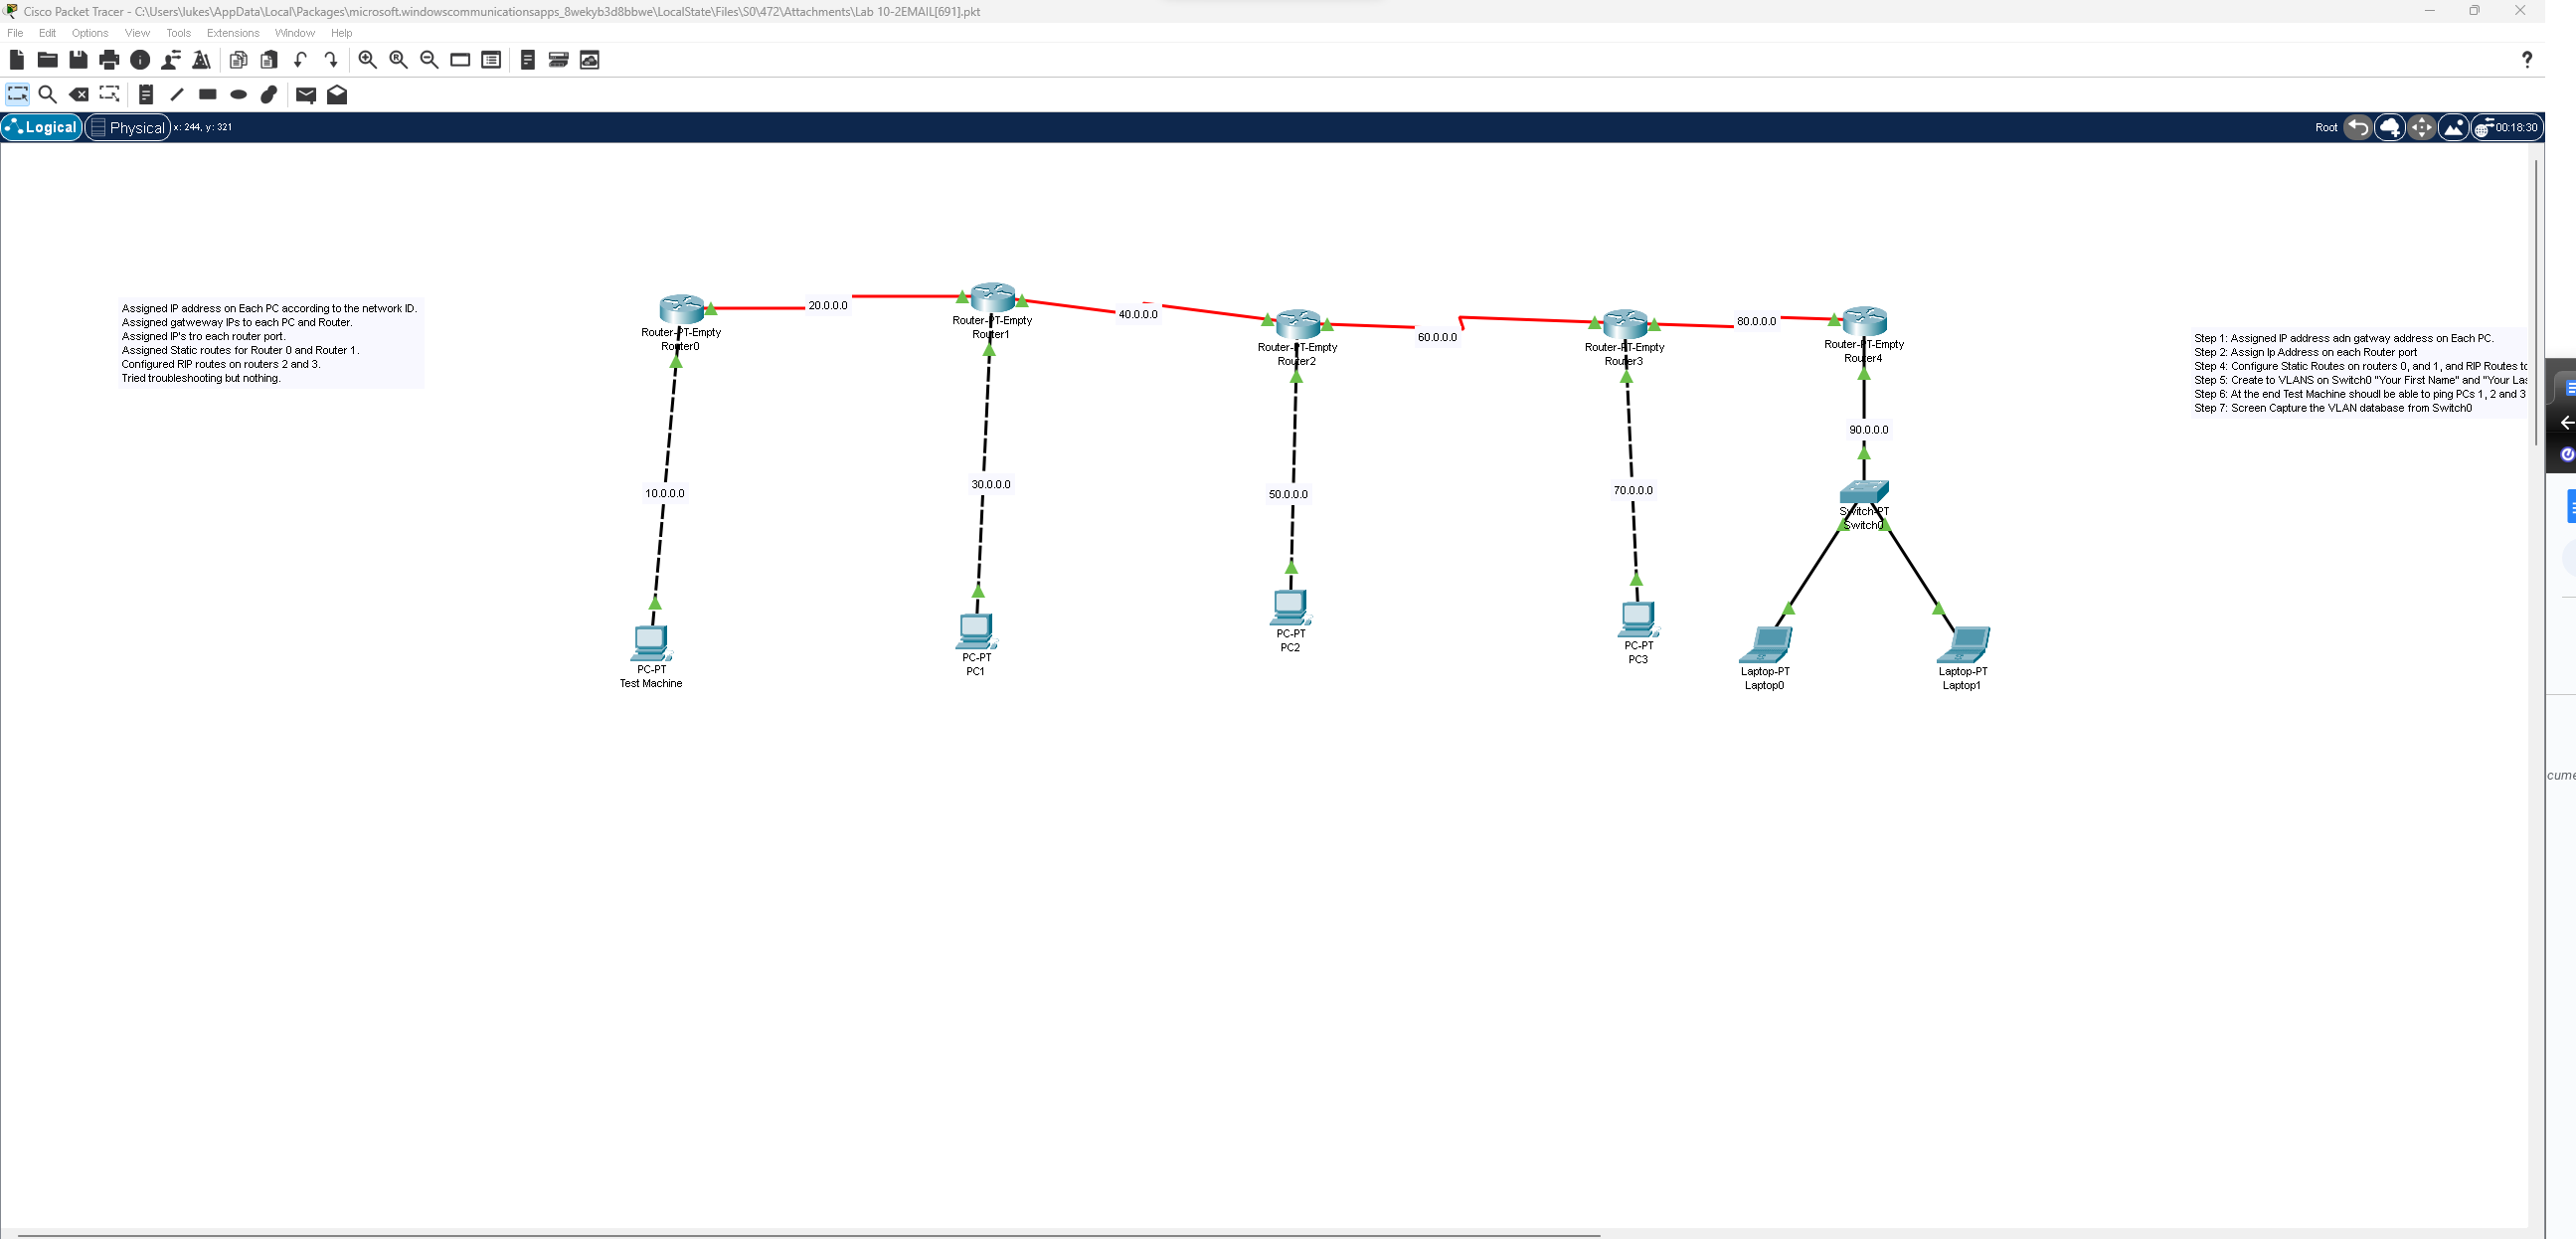 Cisco Packet Tracer - C:\Users\lukes\AppData\Local\Packages\microsoft.windowscommunicationsapps_8wekyb3d8bbwe\LocalState\Files\S0\472\Attachments\Lab 10-2EMAIL[691].pkt
File Edit Options View Tools Extensions Window Help
?
Logical Physical x: 244, y: 321 Root 00:18:30
Assigned IP address on Each PC according to the network ID.
Assigned gatweway IPs to each PC and Router.
Assigned IP's tro each router port.
Assigned Static routes for Router 0 and Router 1.
Configured RIP routes on routers 2 and 3.
Tried troubleshooting but nothing.
20.0.0.0
40.0.0.0
60.0.0.0
80.0.0.0
Router-PT-Empty
Router0
Router-PT-Empty
Router1
Router-PT-Empty
Router2
Router-PT-Empty
Router3
Router-PT-Empty
Router4
Step 1: Assigned IP address adn gatway address on Each PC.
Step 2: Assign Ip Address on each Router port
Step 4: Configure Static Routes on routers 0, and 1, and RIP Routes to
Step 5: Create to VLANS on Switch0 "Your First Name" and "Your Las
Step 6: At the end Test Machine shoudl be able to ping PCs 1, 2 and 3
Step 7: Screen Capture the VLAN database from Switch0
10.0.0.0
30.0.0.0
50.0.0.0
70.0.0.0
90.0.0.0
Switch-PT
Switch0
PC-PT
Test Machine
PC-PT
PC1
PC-PT
PC2
PC-PT
PC3
Laptop-PT
Laptop0
Laptop-PT
Laptop1
cume